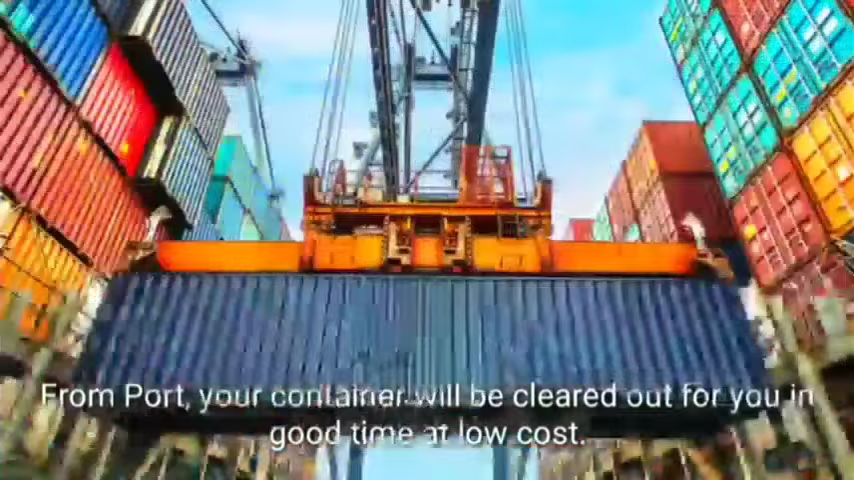 From Port, your container will be cleared out for you in
good time at low cost.